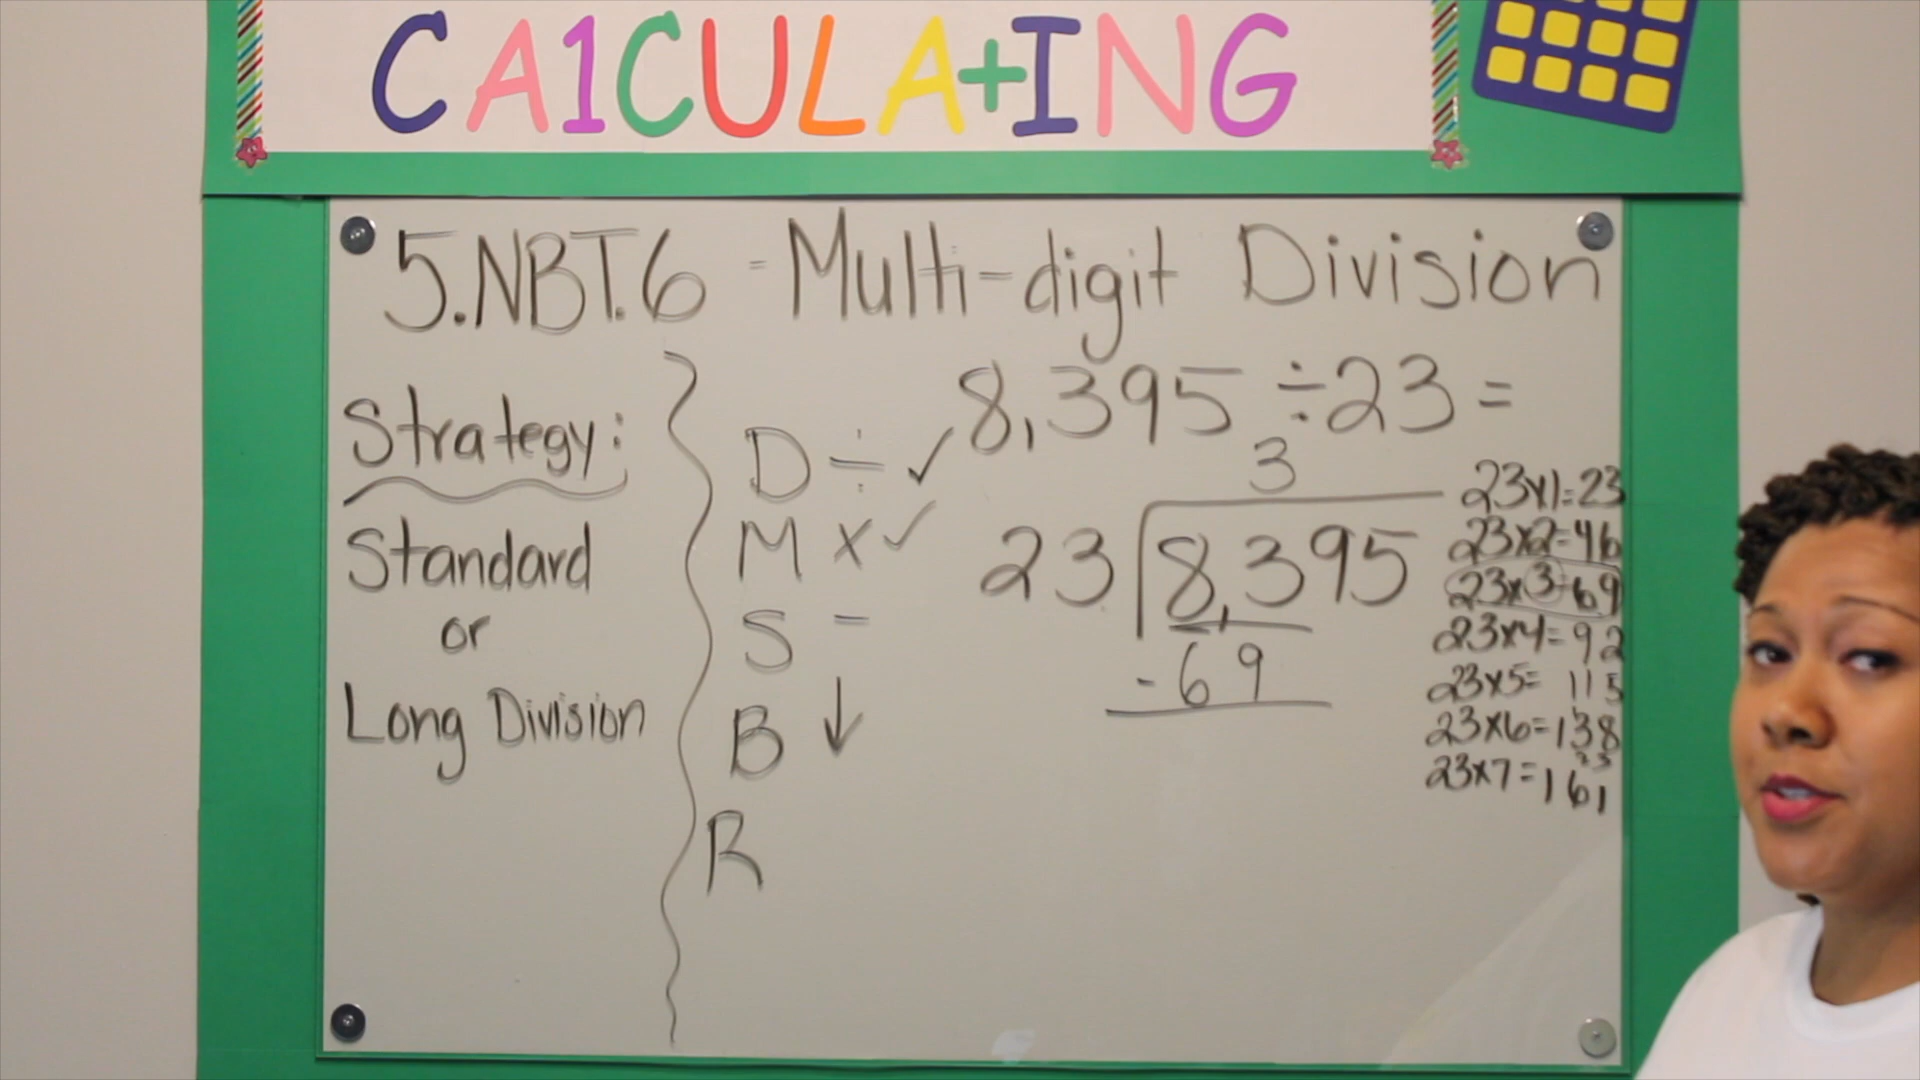 CA1CULA+ING
5.NBT.6 - Multi-digit Division
Strategy:
Standard
or
Long Division
D ÷ ✓
M x ✓
S -
B ↓
R
8,395 ÷ 23 =
3
23 8,395
- 69
23x1=23
23x2=46
23x3=69
23x4=92
23x5= 115
23x6=138
23
23x7=161